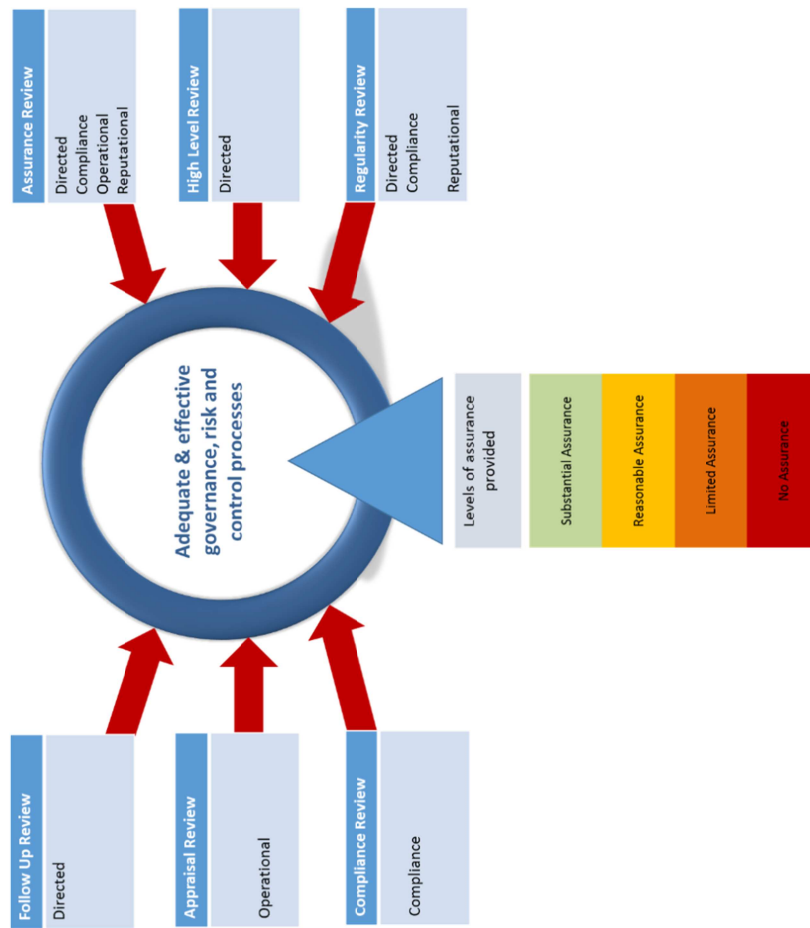 Follow Up Review
Directed
Appraisal Review
Operational
Compliance Review
Compliance
Adequate & effective
governance, risk and
control processes
Assurance Review
Directed
Compliance
Operational
Reputational
High Level Review
Directed
Regularity Review
Directed
Compliance
Reputational
Levels of assurance
provided
Substantial Assurance
Reasonable Assurance
Limited Assurance
No Assurance